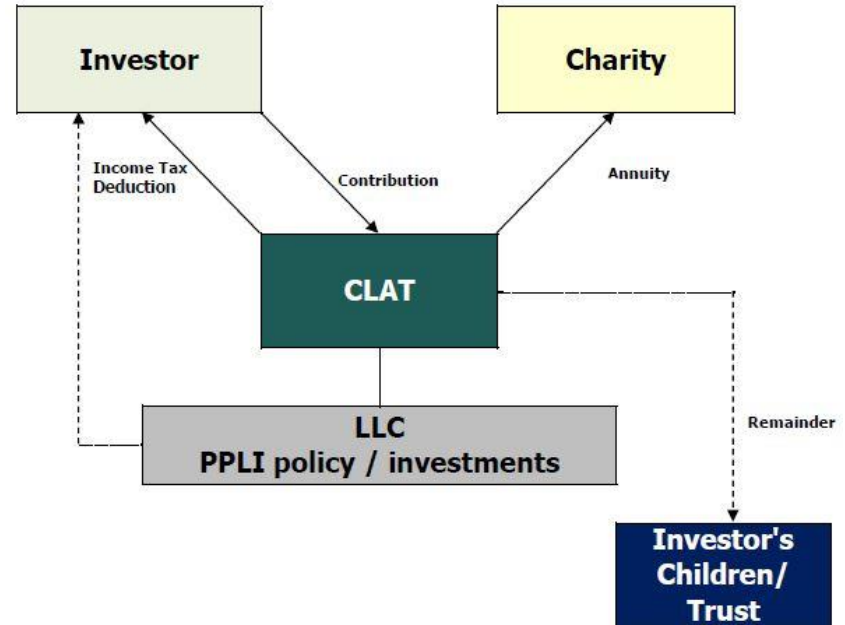 Investor
Charity
Income Tax
Deduction
Contribution
Annuity
CLAT
LLC
PPLI policy / investments
Remainder
Investor's
Children/
Trust